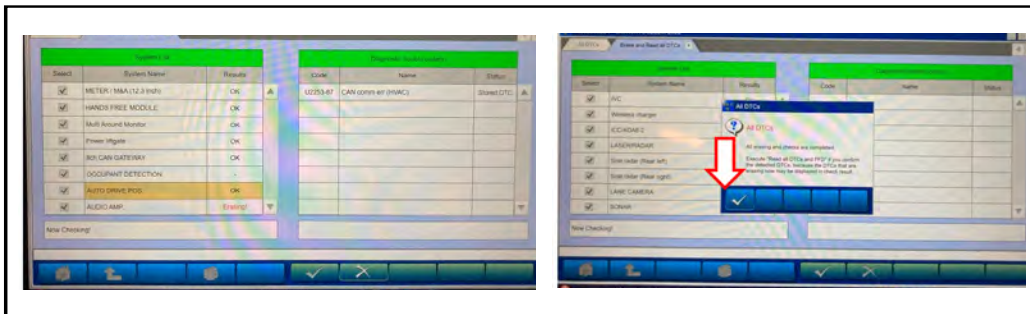 System List
Select System Name Results
METER / M&A (12.3 inch) OK
HANDS FREE MODULE OK
Multi Around Monitor OK
Power liftgate OK
8ch CAN GATEWAY OK
OCCUPANT DETECTION -
AUTO DRIVE POS. OK
AUDIO AMP. Erasing!
Now Checking!
Code Name Status
U2253-87 CAN comm err (HVAC) Stored DTC
All DTCs
Erase and Read all DTCs
System List
Select System Name Results
IVC
Wireless charger
ICC/ADAS 2
LASER/RADAR
Side radar (Rear left)
Side radar (Rear right)
LANE CAMERA
SONAR
Now Checking!
Code Name Status
All DTCs
All DTCs
All erasing and checks are completed.